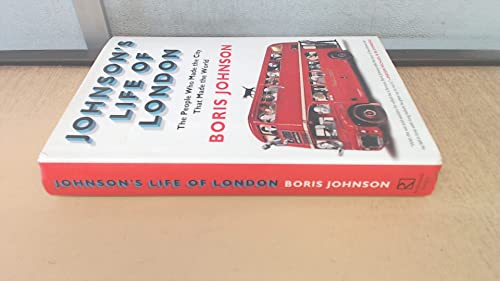 JOHNSON'S
LIFE OF
LONDON
The People Who Made the City
That Made the World
BORIS JOHNSON
JOHNSON'S LIFE OF LONDON BORIS JOHNSON